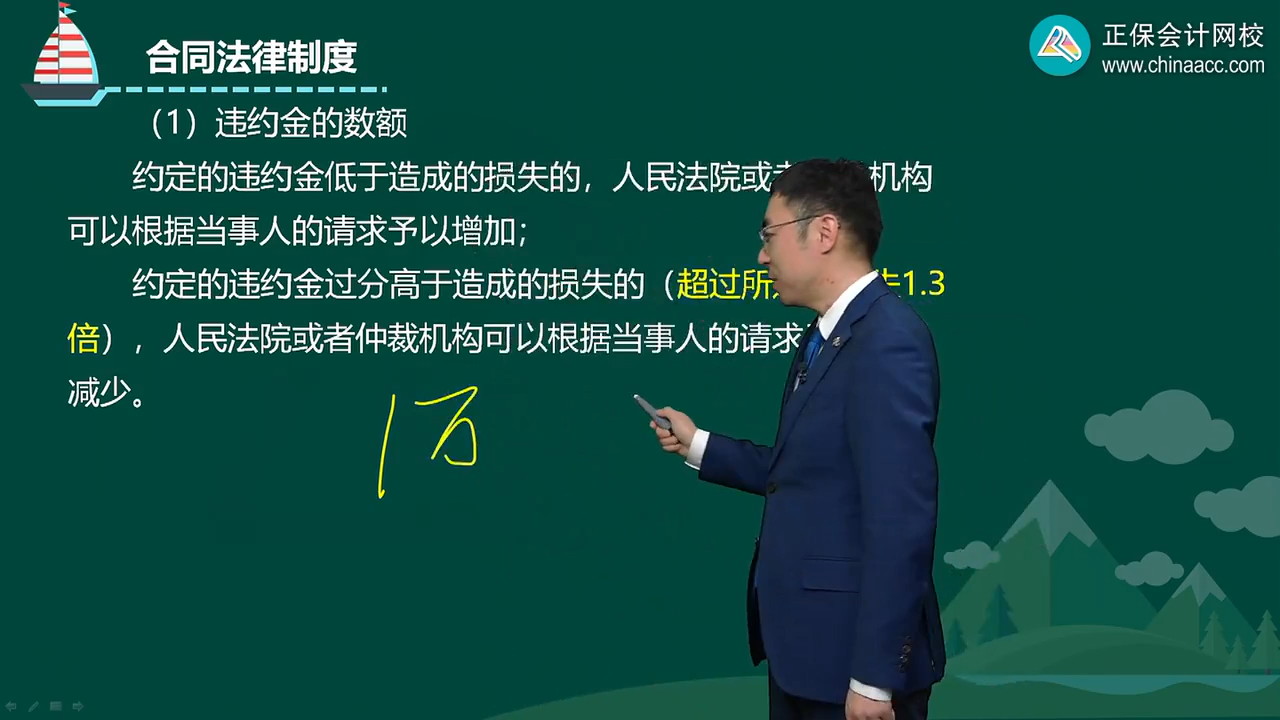 合同法律制度
正保会计网校
www.chinaacc.com
（1）违约金的数额
约定的违约金低于造成的损失的，人民法院或者机构
可以根据当事人的请求予以增加；
约定的违约金过分高于造成的损失的（超过所1.3
倍），人民法院或者仲裁机构可以根据当事人的请求
减少。
1万